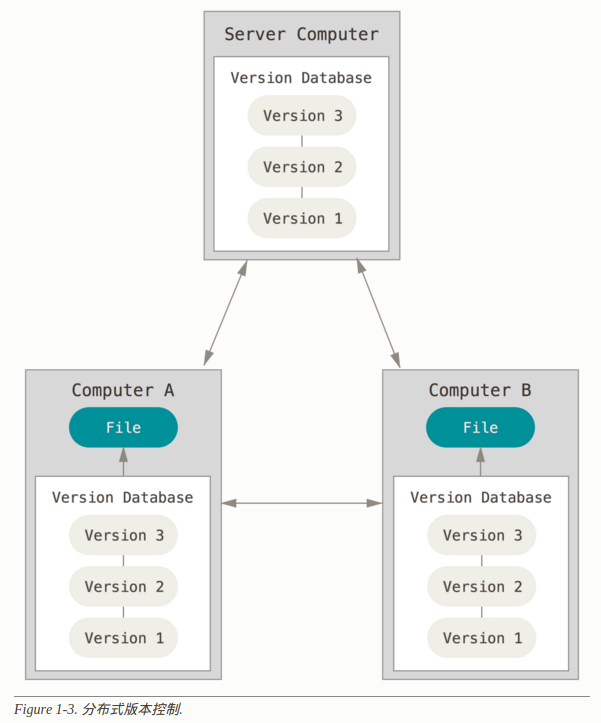 Server Computer
Version Database
Version 3
Version 2
Version 1
Computer A
File
Version Database
Version 3
Version 2
Version 1
Computer B
File
Version Database
Version 3
Version 2
Version 1
Figure 1-3. 分布式版本控制.